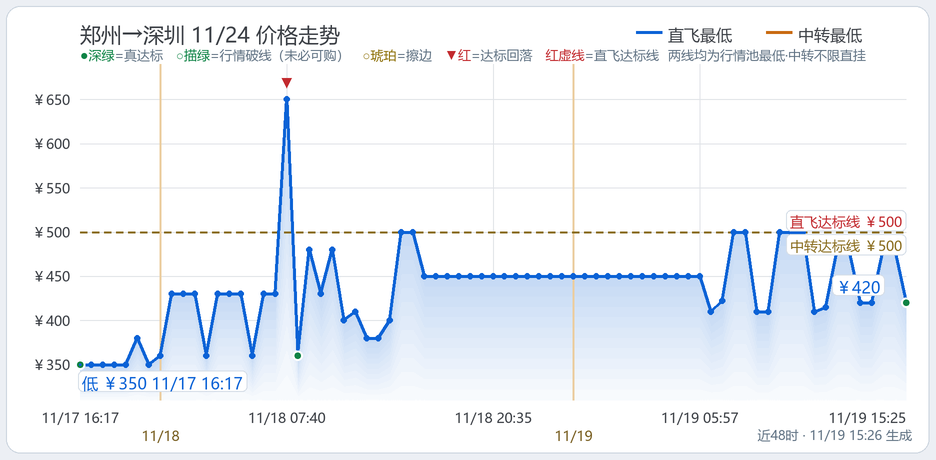 郑州→深圳 11/24 价格走势
直飞最低 中转最低
●深绿=真达标 ○描绿=行情破线（未必可购） ○琥珀=擦边 ▼红=达标回落 红虚线=直飞达标线 两线均为行情池最低·中转不限直挂
¥650
¥600
¥550
¥500
¥450
¥400
¥350
直飞达标线 ¥500
中转达标线 ¥500
¥420
低 ¥350 11/17 16:17
11/17 16:17 11/18 07:40 11/18 20:35 11/19 05:57 11/19 15:25
11/18 11/19
近48时 · 11/19 15:26 生成